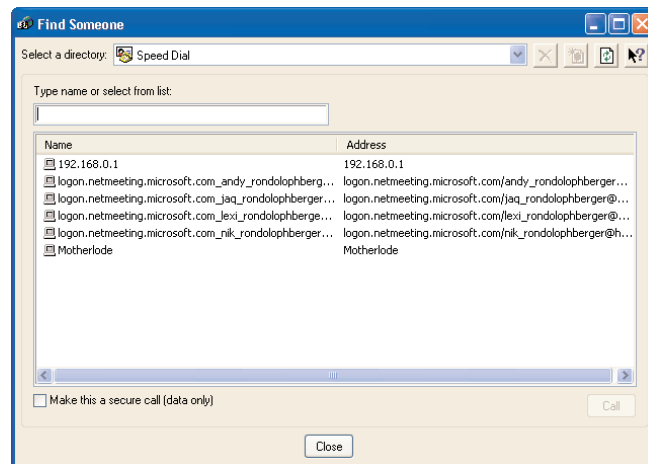 Find Someone
Select a directory: Speed Dial
Type name or select from list:
Name Address
192.168.0.1 192.168.0.1
logon.netmeeting.microsoft.com_andy_rondolophberg... logon.netmeeting.microsoft.com/andy_rondolophberger...
logon.netmeeting.microsoft.com_jaq_rondolophberger... logon.netmeeting.microsoft.com/jaq_rondolophberger@...
logon.netmeeting.microsoft.com_lexi_rondolophberge... logon.netmeeting.microsoft.com/lexi_rondolophberger@...
logon.netmeeting.microsoft.com_nik_rondolophberger... logon.netmeeting.microsoft.com/nik_rondolophberger@h...
Motherlode Motherlode
Make this a secure call (data only) Call
Close